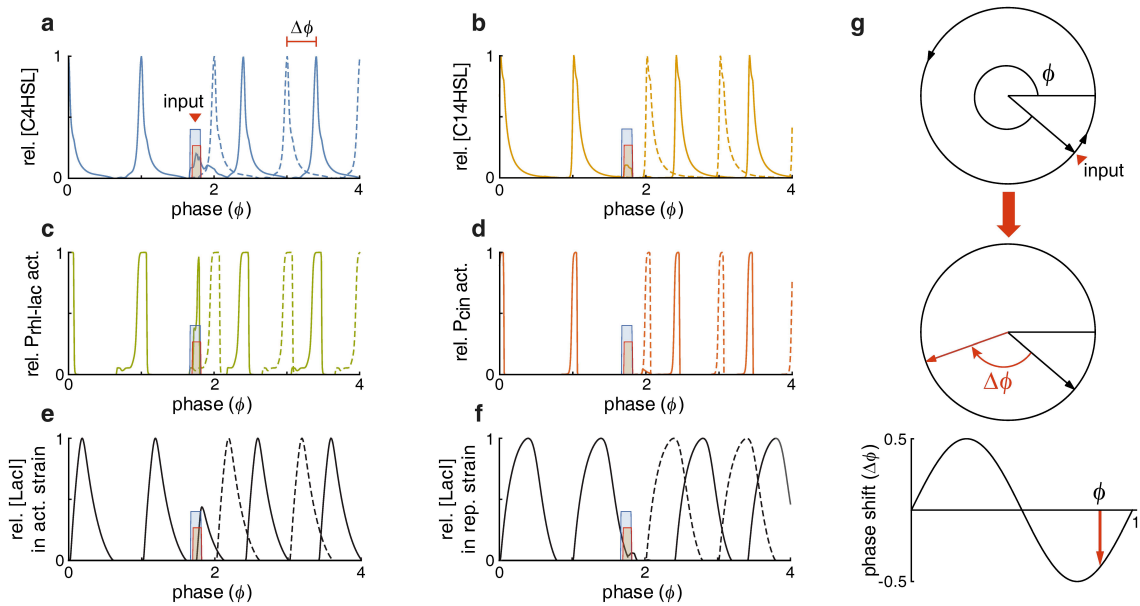 a
Δϕ
1
input
rel. [C4HSL]
0
0
2
4
phase (ϕ)
b
1
rel. [C14HSL]
0
0
2
4
phase (ϕ)
c
1
rel. Prhl-lac act.
0
0
2
4
phase (ϕ)
d
1
rel. Pcin act.
0
0
2
4
phase (ϕ)
e
1
rel. [LacI]
in act. strain
0
0
2
4
phase (ϕ)
f
1
rel. [LacI]
in rep. strain
0
0
2
4
phase (ϕ)
g
ϕ
input
Δϕ
0.5
phase shift (Δϕ)
0
-0.5
ϕ
1